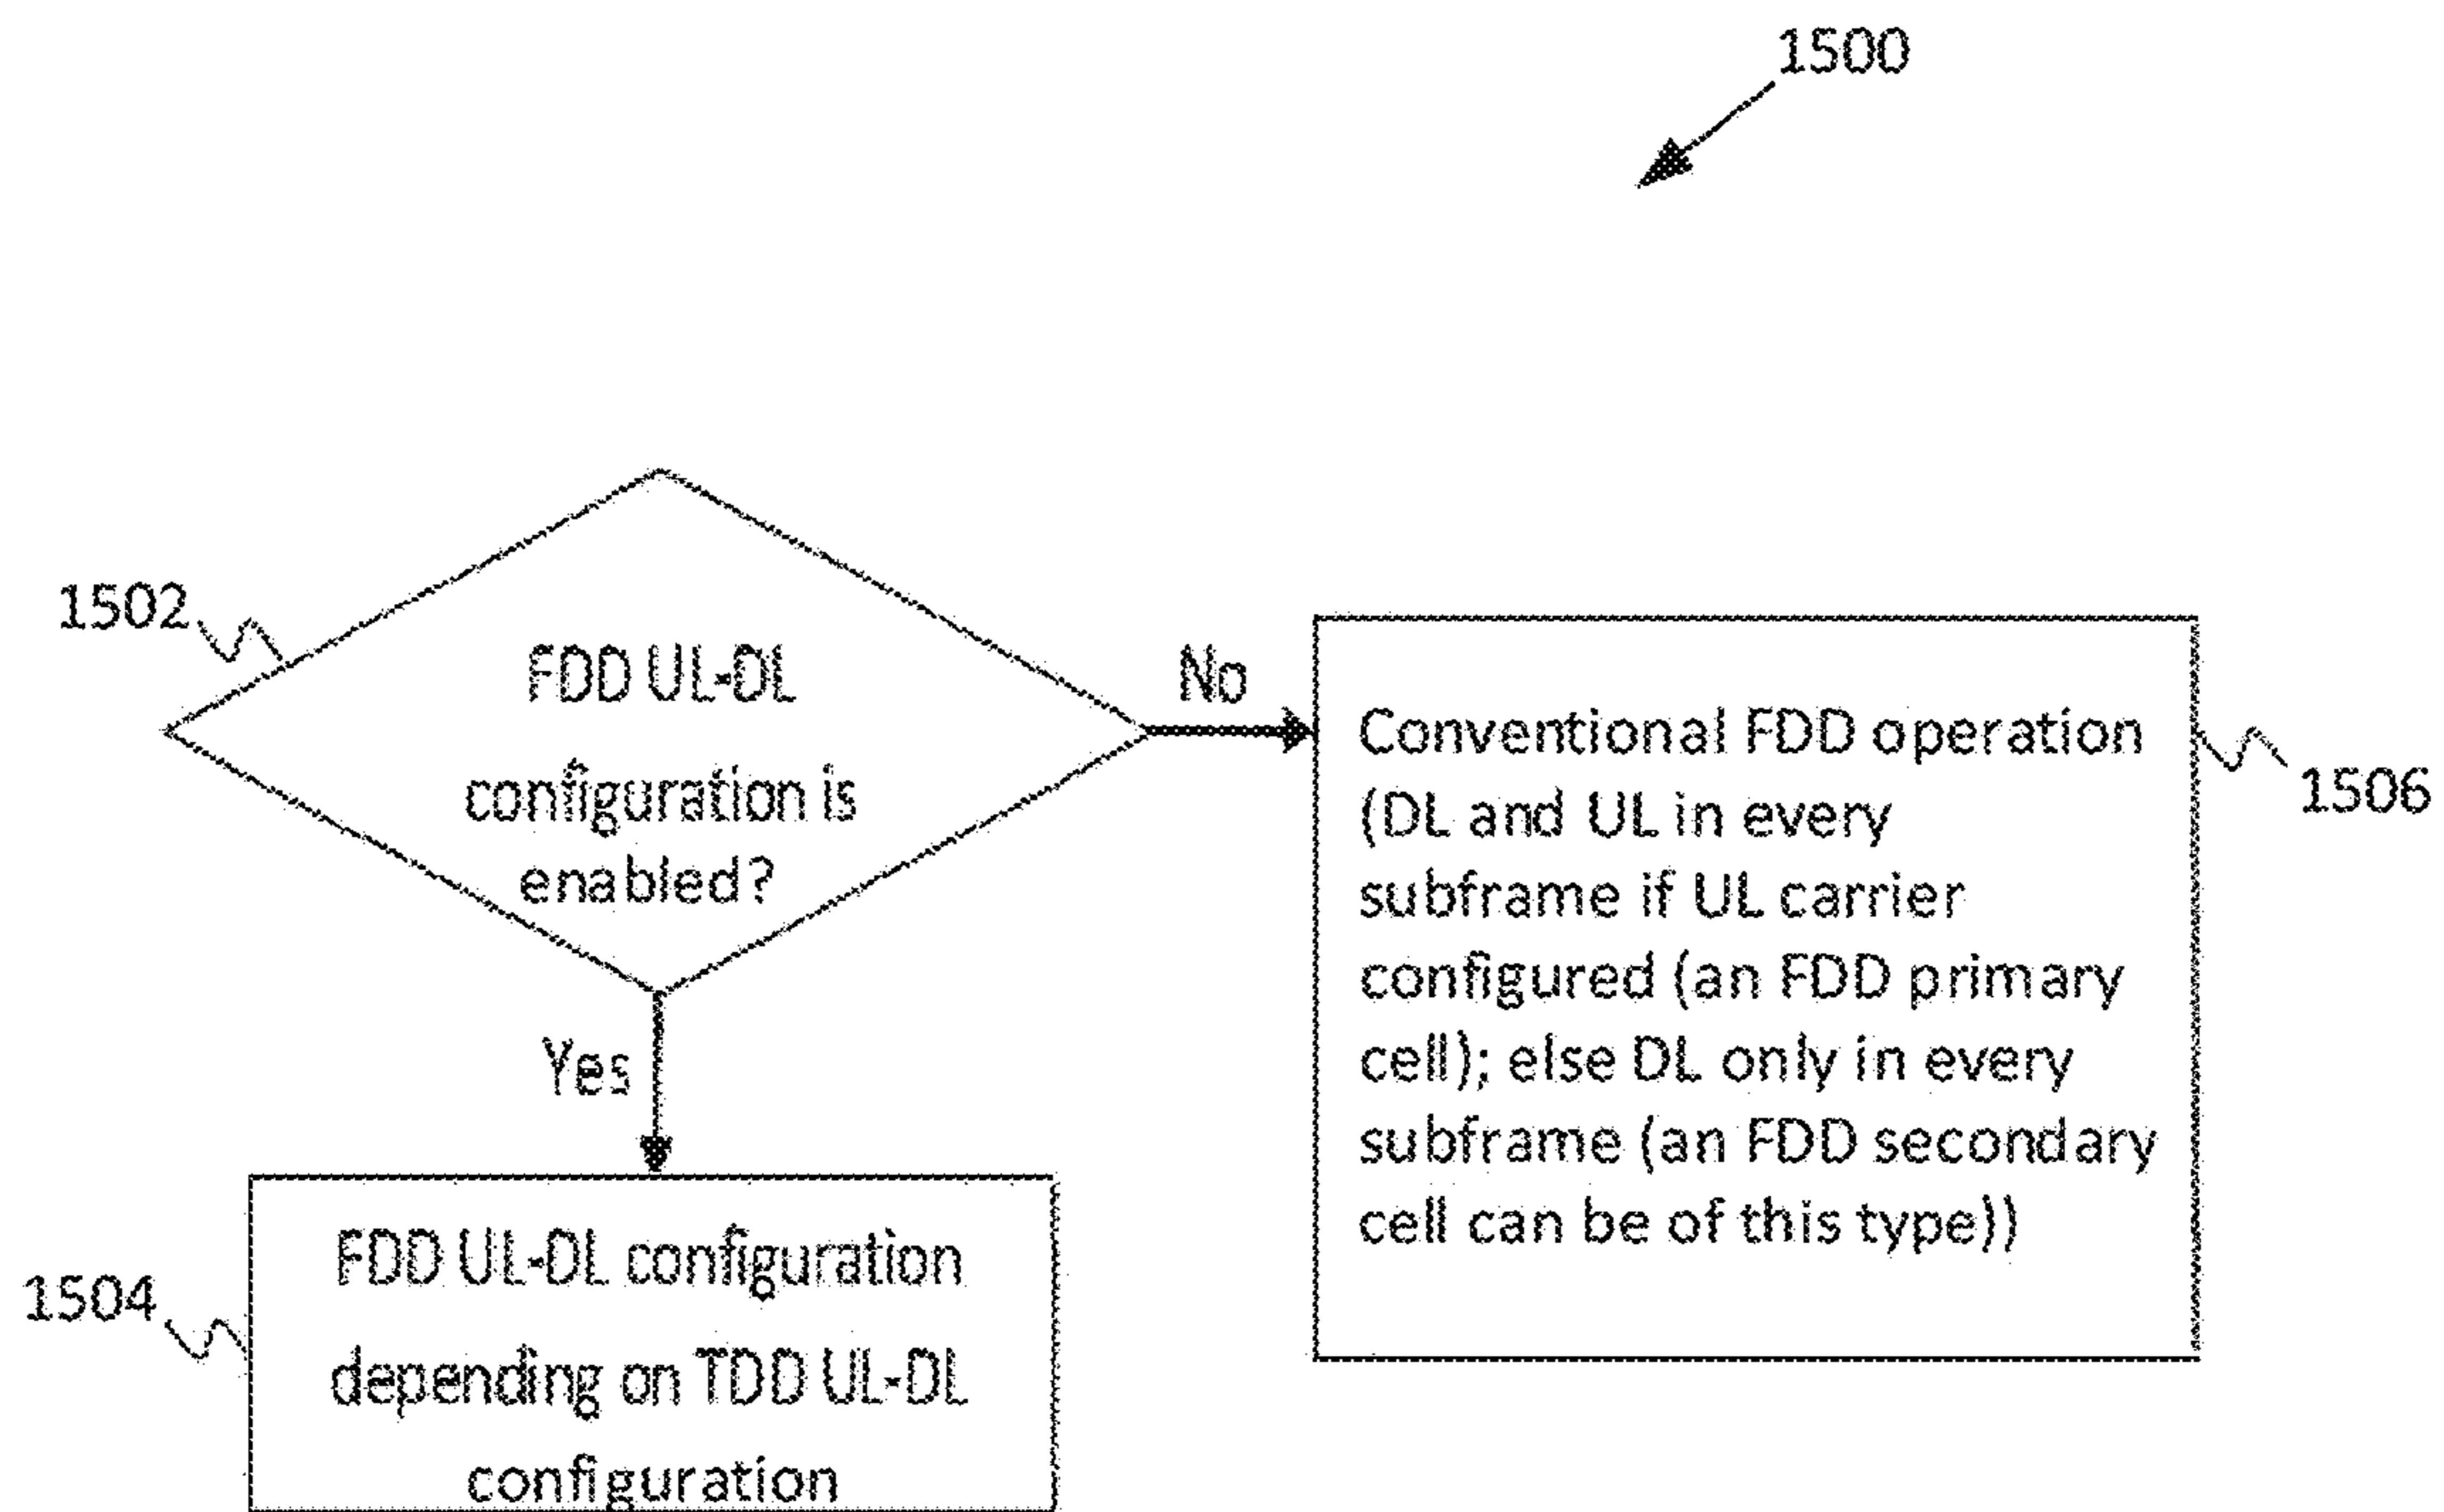 1500
1502
FDD UL-DL
configuration is
enabled?
No
Yes
Conventional FDD operation
(DL and UL in every
subframe if UL carrier
configured (an FDD primary
cell); else DL only in every
subframe (an FDD secondary
cell can be of this type))
1506
1504
FDD UL-DL configuration
depending on TDD UL-DL
configuration